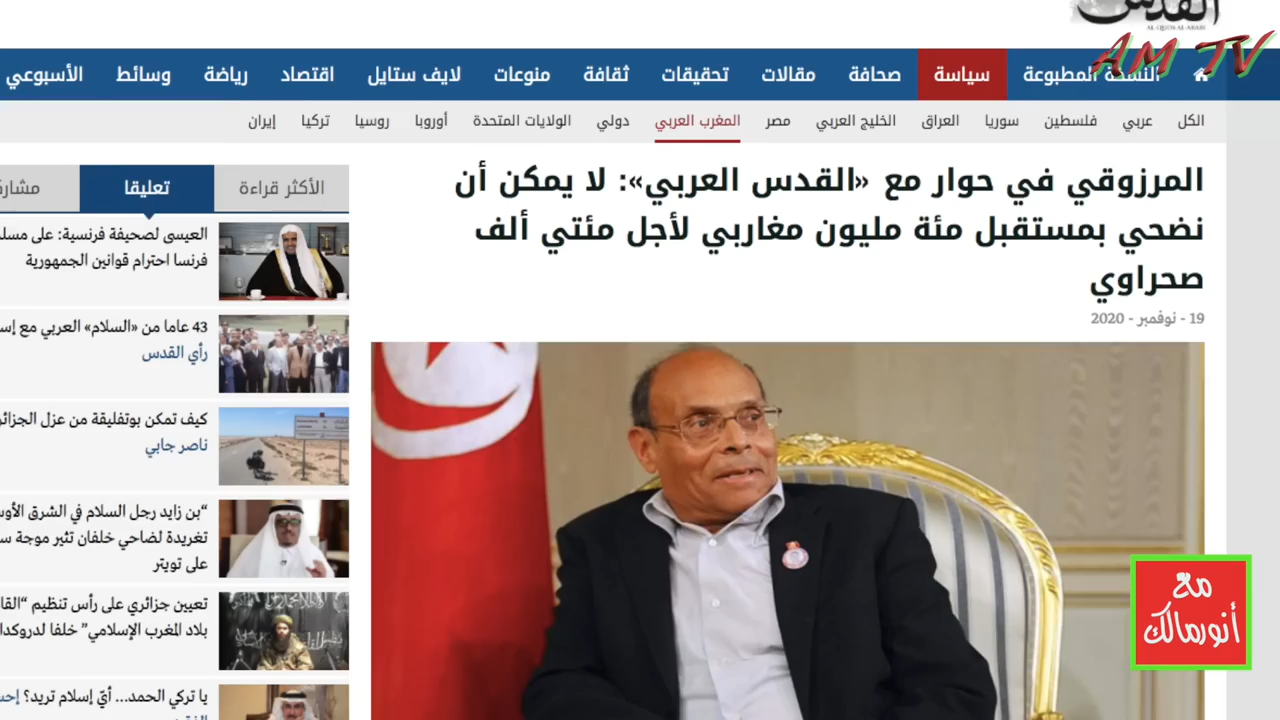 القدس
AL-QUDS AL-ARABI
AM TV
النسخة المطبوعة سياسة صحافة مقالات تحقيقات ثقافة منوعات لايف ستايل اقتصاد رياضة وسائط الأسبوعي
الكل عربي فلسطين سوريا العراق الخليج العربي مصر المغرب العربي دولي الولايات المتحدة أوروبا روسيا تركيا إيران
المرزوقي في حوار مع «القدس العربي»: لا يمكن أن
نضحي بمستقبل مئة مليون مغاربي لأجل مئتي ألف
صحراوي
19 - نوفمبر - 2020
الأكثر قراءة تعليقا
العيسى لصحيفة فرنسية: على
فرنسا احترام قوانين الجمهورية
43 عاما من «السلام» العربي مع
رأي القدس
كيف تمكن بوتفليقة من عزل
ناصر جابي
“بن زايد رجل السلام في الشرق
تغريدة لضاحي خلفان تثير موجة
على تويتر
تعيين جزائري على رأس تنظيم
بلاد المغرب الإسلامي” خلفا
يا تركي الحمد... أيّ إسلام تريد؟
مع
أنورمالك